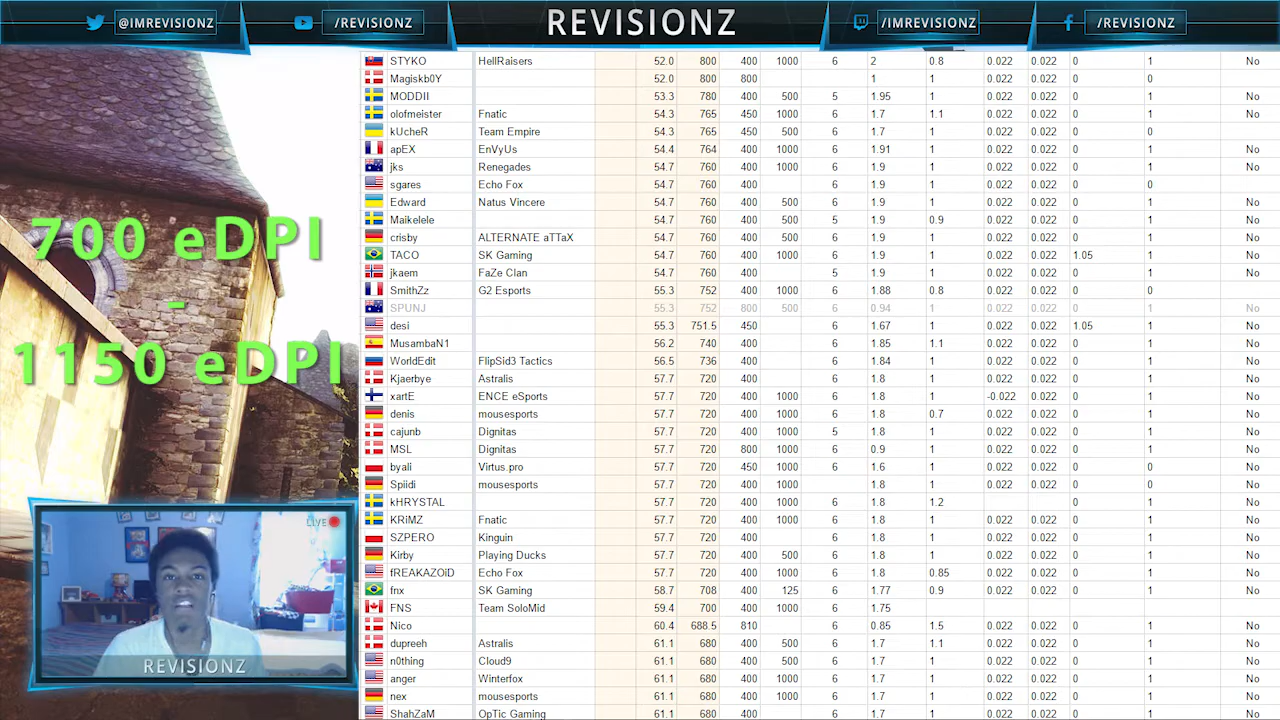 @IMREVISIONZ /REVISIONZ REVISIONZ /IMREVISIONZ /REVISIONZ
700 eDPI
-
1150 eDPI
LIVE
REVISIONZ
STYKO HellRaisers 52.0 800 400 1000 6 2 0.8 0.022 0.022 0 1 No
Magiskb0Y 52.0 800 800 1 1 0.022 0.022 0 8
MODDII 53.3 780 400 500 5 1.95 1 0.022 0.022 0 1 No
olofmeister Fnatic 54.3 765 450 1000 6 1.7 1.1 0.022 0.022 0 1 No
kUcheR Team Empire 54.3 765 450 500 6 1.7 1 0.022 0.022 0 0
apEX EnVyUs 54.4 764 400 1000 6 1.91 1 0.022 0.022 0 1 No
jks Renegades 54.7 760 400 1000 6 1.9 1 0.022 0.022 0 1 No
sgares Echo Fox 54.7 760 400 500 6 1.9 1 0.022 0.022 0 1
Edward Natus Vincere 54.7 760 400 500 6 1.9 1 0.022 0.022 0 1 No
Maikelele 54.7 760 400 500 5 1.9 0.9 0.022 0.022 0 1 No
crisby ALTERNATE aTTaX 54.7 760 400 500 6 1.9 1 0.022 0.022 0 1 No
TACO SK Gaming 54.7 760 400 1000 6 1.9 1 0.022 0.022 0 1 No
jkaem FaZe Clan 54.7 760 400 6 1.9 1 0.022 0.022 0 1 No
SmithZz G2 Esports 55.3 752 400 1000 6 1.88 0.8 0.022 0.022 0 0 No
SPUNJ 55.3 752 800 500 6 0.94 1 0.022 0.022 0 1 No
desi 55.3 751.5 450 6 1.67 1 0.022 0.022 0 1 No
MusambaN1 56.2 740 400 6 1.85 1.1 0.022 0.022 0 1 No
WorldEdit FlipSid3 Tactics 56.5 736 400 6 1.84 1 0.022 0.022 0 1 No
Kjaerbye Astralis 57.7 720 400 6 1.8 1 0.022 0.022 0 1 No
xartE ENCE eSports 57.7 720 400 1000 6 1.8 1 -0.022 0.022 0 1 No
denis mousesports 57.7 720 400 1000 6 1.8 0.7 0.022 0.022 0 1 No
cajunb Dignitas 57.7 720 400 1000 5 1.8 1 0.022 0.022 0 1 No
MSL Dignitas 57.7 720 800 1000 6 0.9 1 0.022 0.022 0 1 No
byali Virtus.pro 57.7 720 450 1000 6 1.6 1 0.022 0.022 0 1 No
Spiidi mousesports 57.7 720 400 1000 6 1.8 1 0.022 0.022 0 1 No
kHRYSTAL 57.7 720 400 1000 6 1.8 1.2 No
KRiMZ Fnatic 57.7 720 400 1000 6 1.8 1 0.022 0.022 0 1 No
SZPERO Kinguin 57.7 720 400 6 1.8 1 0.022 0.022 0 1 No
Kirby Playing Ducks 57.7 720 400 500 6 1.8 1 0.022 0.022 0 1 No
fREAKAZOiD Echo Fox 57.7 720 400 1000 6 1.8 0.85 0.022 0.022 0 1 No
fnx SK Gaming 58.7 708 400 125 6 1.77 0.9 0.022 0.022 0 1 No
FNS Team SoloMid 59.4 700 400 1000 6 1.75 No
Nico 60.4 688.5 810 6 0.85 1.5 0.022 0.022 0 1 No
dupreeh Astralis 61.1 680 400 500 6 1.7 1 0.022 0.022 0 1 No
n0thing Cloud9 61.1 680 400 500 6 1.7 1 0.022 0.022 0 1 No
anger Winterfox 61.1 680 400 1000 6 1.7 1 0.022 0.022 0 1 No
nex mousesports 61.1 680 400 1000 6 1.7 1 0.022 0.022 0 1 No
ShahZaM OpTic Gaming 61.1 680 400 1000 6 1.7 1 0.022 0.022 0 1 No